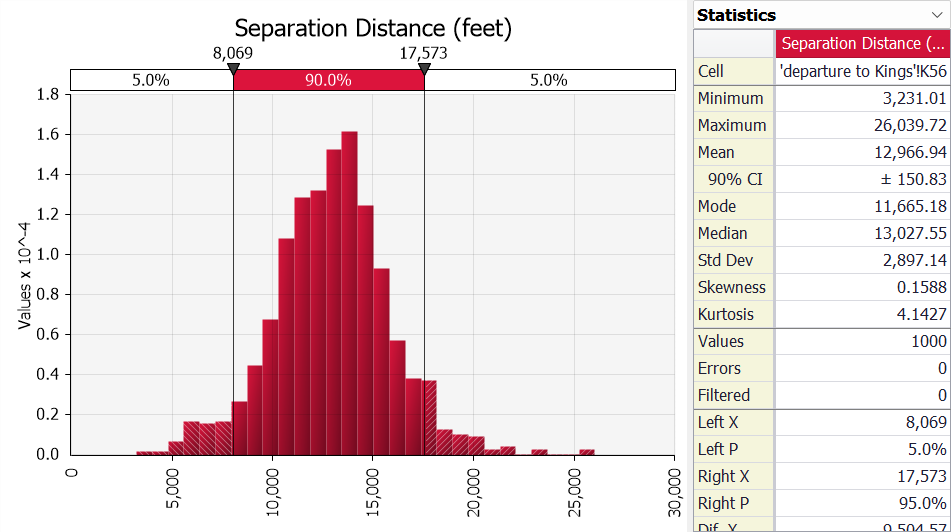 Separation Distance (feet)
8,069 17,573
5.0% 90.0% 5.0%
Values x 10^-4
1.8
1.6
1.4
1.2
1.0
0.8
0.6
0.4
0.2
0.0
0 5,000 10,000 15,000 20,000 25,000 30,000
Statistics
Separation Distance (...
Cell 'departure to Kings'!K56
Minimum 3,231.01
Maximum 26,039.72
Mean 12,966.94
90% CI ± 150.83
Mode 11,665.18
Median 13,027.55
Std Dev 2,897.14
Skewness 0.1588
Kurtosis 4.1427
Values 1000
Errors 0
Filtered 0
Left X 8,069
Left P 5.0%
Right X 17,573
Right P 95.0%
Dif. X 9,504.57